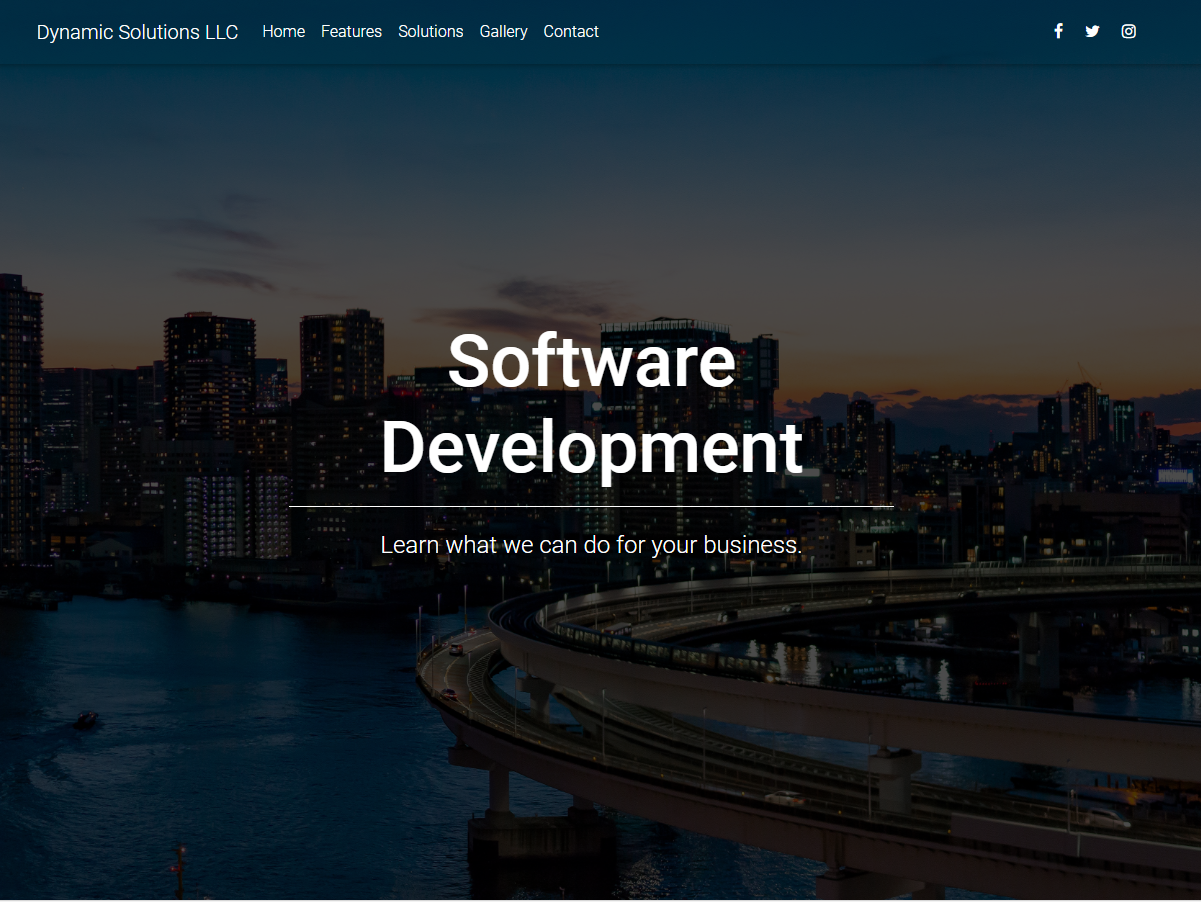 Dynamic Solutions LLC Home Features Solutions Gallery Contact
Software
Development
Learn what we can do for your business.